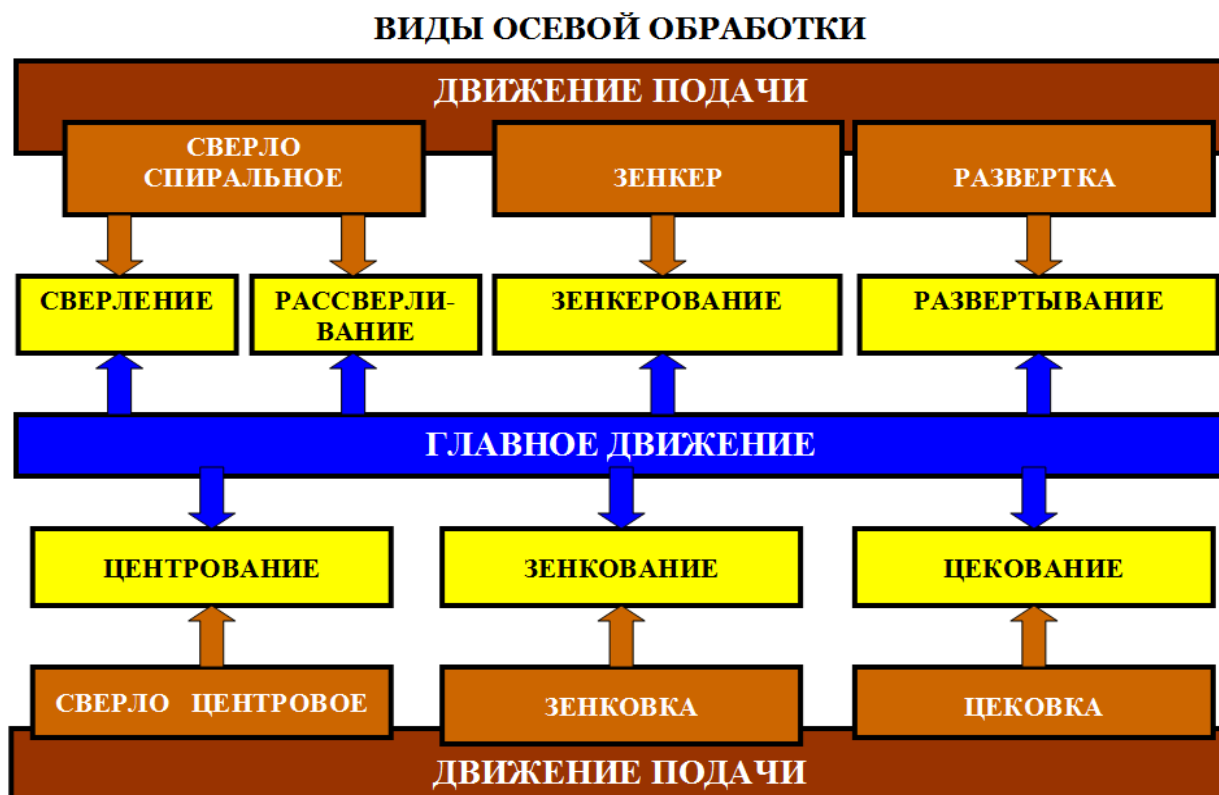 ВИДЫ ОСЕВОЙ ОБРАБОТКИ
ДВИЖЕНИЕ ПОДАЧИ
СВЕРЛО
СПИРАЛЬНОЕ
ЗЕНКЕР
РАЗВЕРТКА
СВЕРЛЕНИЕ
РАССВЕРЛИ-
ВАНИЕ
ЗЕНКЕРОВАНИЕ
РАЗВЕРТЫВАНИЕ
ГЛАВНОЕ ДВИЖЕНИЕ
ЦЕНТРОВАНИЕ
ЗЕНКОВАНИЕ
ЦЕКОВАНИЕ
СВЕРЛО ЦЕНТРОВОЕ
ЗЕНКОВКА
ЦЕКОВКА
ДВИЖЕНИЕ ПОДАЧИ